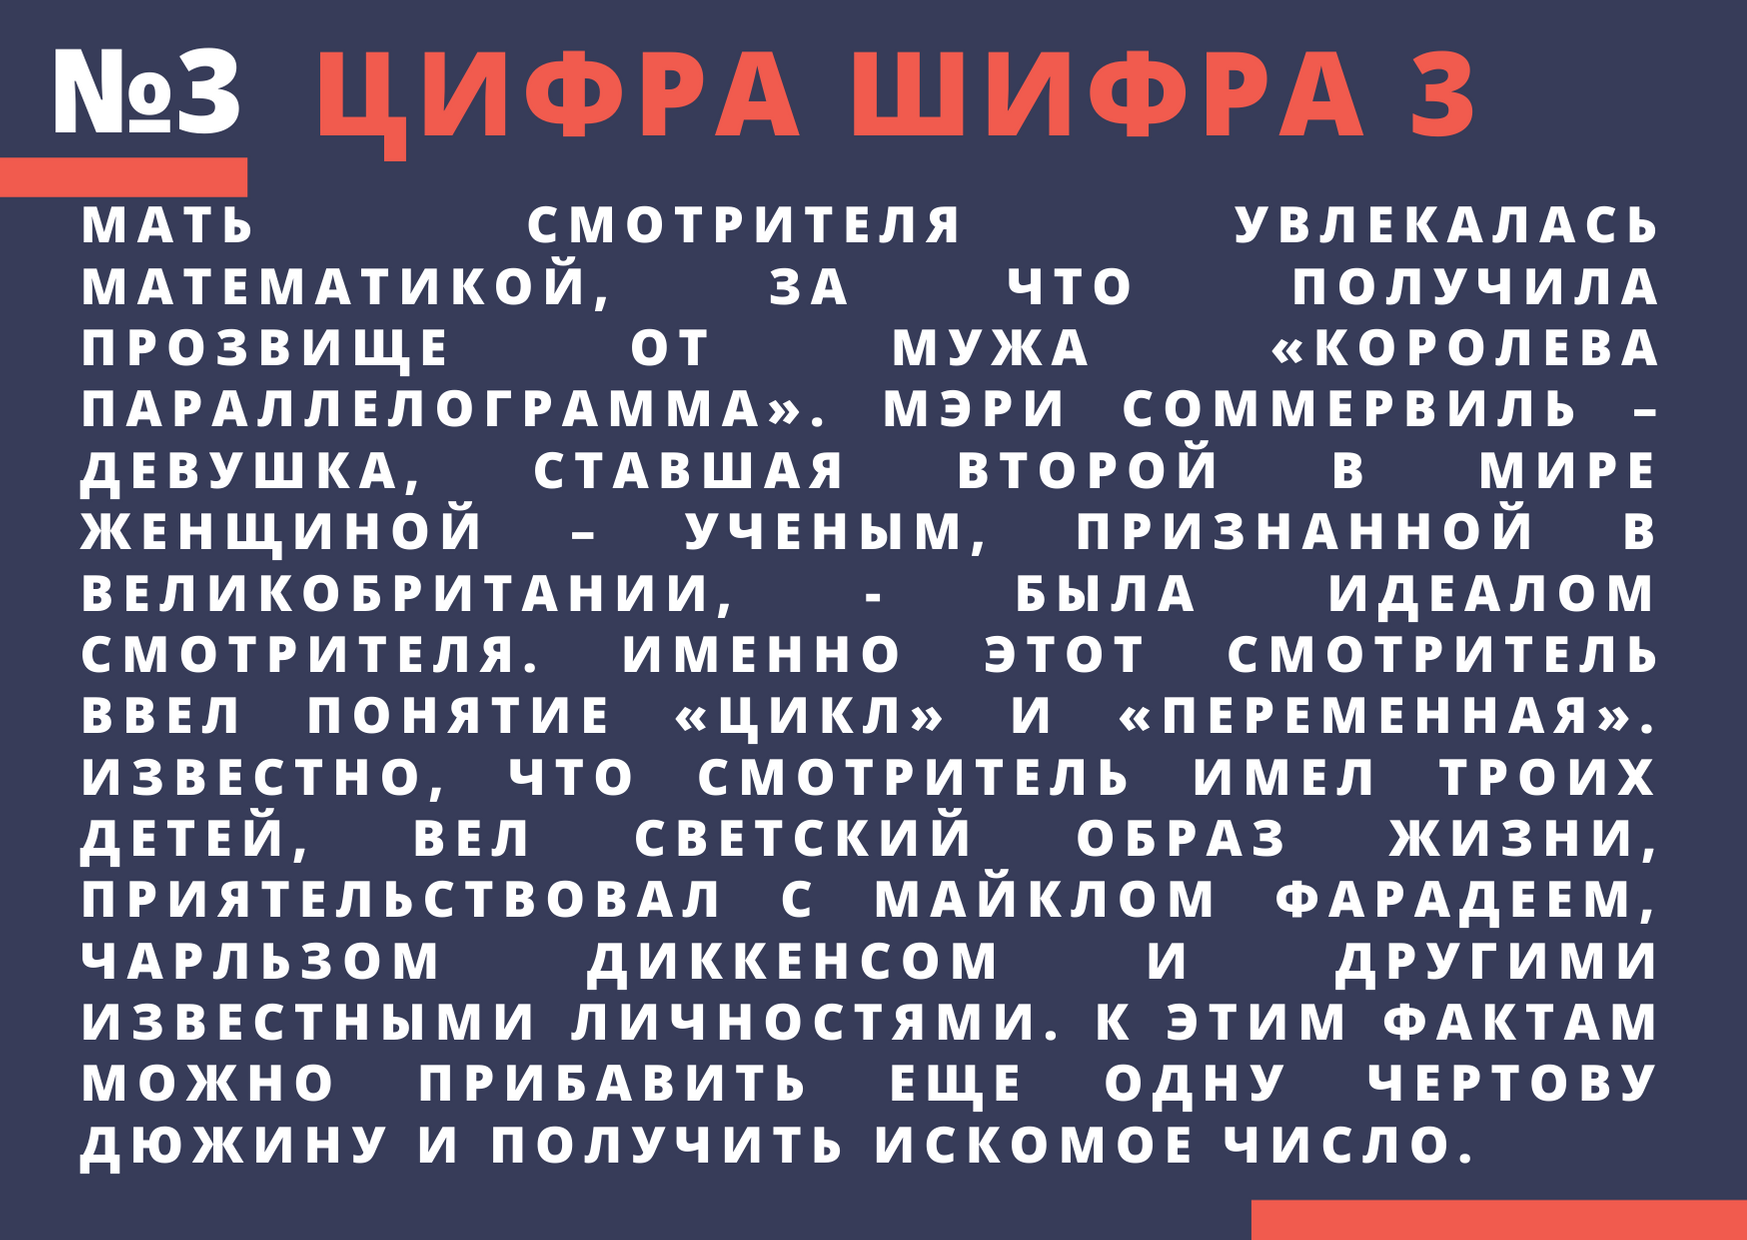 №3 ЦИФРА ШИФРА 3
МАТЬ СМОТРИТЕЛЯ УВЛЕКАЛАСЬ
МАТЕМАТИКОЙ, ЗА ЧТО ПОЛУЧИЛА
ПРОЗВИЩЕ ОТ МУЖА «КОРОЛЕВА
ПАРАЛЛЕЛОГРАММА». МЭРИ СОММЕРВИЛЬ –
ДЕВУШКА, СТАВШАЯ ВТОРОЙ В МИРЕ
ЖЕНЩИНОЙ – УЧЕНЫМ, ПРИЗНАННОЙ В
ВЕЛИКОБРИТАНИИ, - БЫЛА ИДЕАЛОМ
СМОТРИТЕЛЯ. ИМЕННО ЭТОТ СМОТРИТЕЛЬ
ВВЕЛ ПОНЯТИЕ «ЦИКЛ» И «ПЕРЕМЕННАЯ».
ИЗВЕСТНО, ЧТО СМОТРИТЕЛЬ ИМЕЛ ТРОИХ
ДЕТЕЙ, ВЕЛ СВЕТСКИЙ ОБРАЗ ЖИЗНИ,
ПРИЯТЕЛЬСТВОВАЛ С МАЙКЛОМ ФАРАДЕЕМ,
ЧАРЛЬЗОМ ДИККЕНСОМ И ДРУГИМИ
ИЗВЕСТНЫМИ ЛИЧНОСТЯМИ. К ЭТИМ ФАКТАМ
МОЖНО ПРИБАВИТЬ ЕЩЕ ОДНУ ЧЕРТОВУ
ДЮЖИНУ И ПОЛУЧИТЬ ИСКОМОЕ ЧИСЛО.